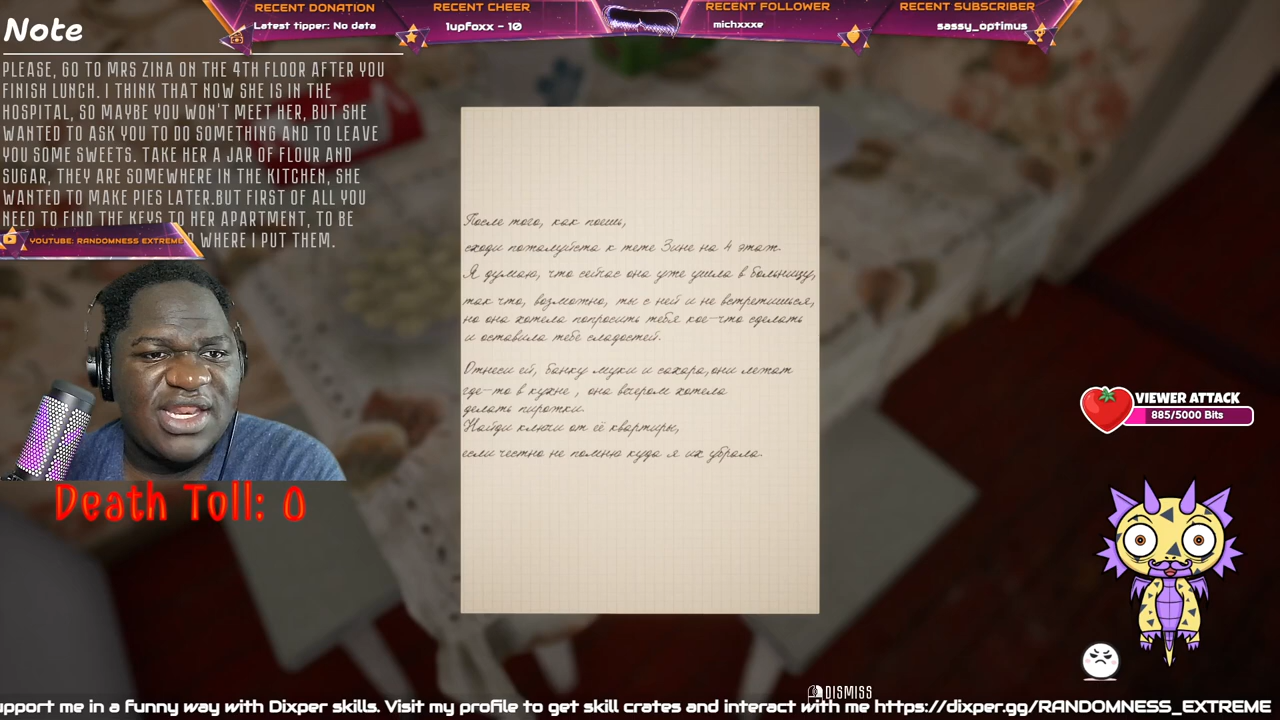 Note
PLEASE, GO TO MRS ZINA ON THE 4TH FLOOR AFTER YOU
FINISH LUNCH. I THINK THAT NOW SHE IS IN THE
HOSPITAL, SO MAYBE YOU WON'T MEET HER, BUT SHE
WANTED TO ASK YOU TO DO SOMETHING AND TO LEAVE
YOU SOME SWEETS. TAKE HER A JAR OF FLOUR AND
SUGAR, THEY ARE SOMEWHERE IN THE KITCHEN, SHE
WANTED TO MAKE PIES LATER.BUT FIRST OF ALL YOU
NEED TO FIND THE KEYS TO HER APARTMENT, TO BE
WHERE I PUT THEM.
YOUTUBE: RANDOMNESS EXTREME
RECENT DONATION
Latest tipper: No data
RECENT CHEER
1upfoxx - 10
RECENT FOLLOWER
michxxxe
RECENT SUBSCRIBER
sassy_optimus
После того, как поешь,
сходи пожалуйста к тете Зине на 4 этаж.
Я думаю, что сейчас она уже ушла в больницу,
так что, возможно, ты с ней и не встретишься,
но она хотела попросить тебя кое-что сделать
и оставила тебе сладостей.
Отнеси ей, банку муки и сахара,они лежат
где-то в кухне , она вечером хотела
делать пирожки.
Найди ключи от её квартиры,
если честно не помню куда я их убрала.
VIEWER ATTACK
885/5000 Bits
Death Toll: 0
DISMISS
upport me in a funny way with Dixper skills. Visit my profile to get skill crates and interact with me https://dixper.gg/RANDOMNESS_EXTREME